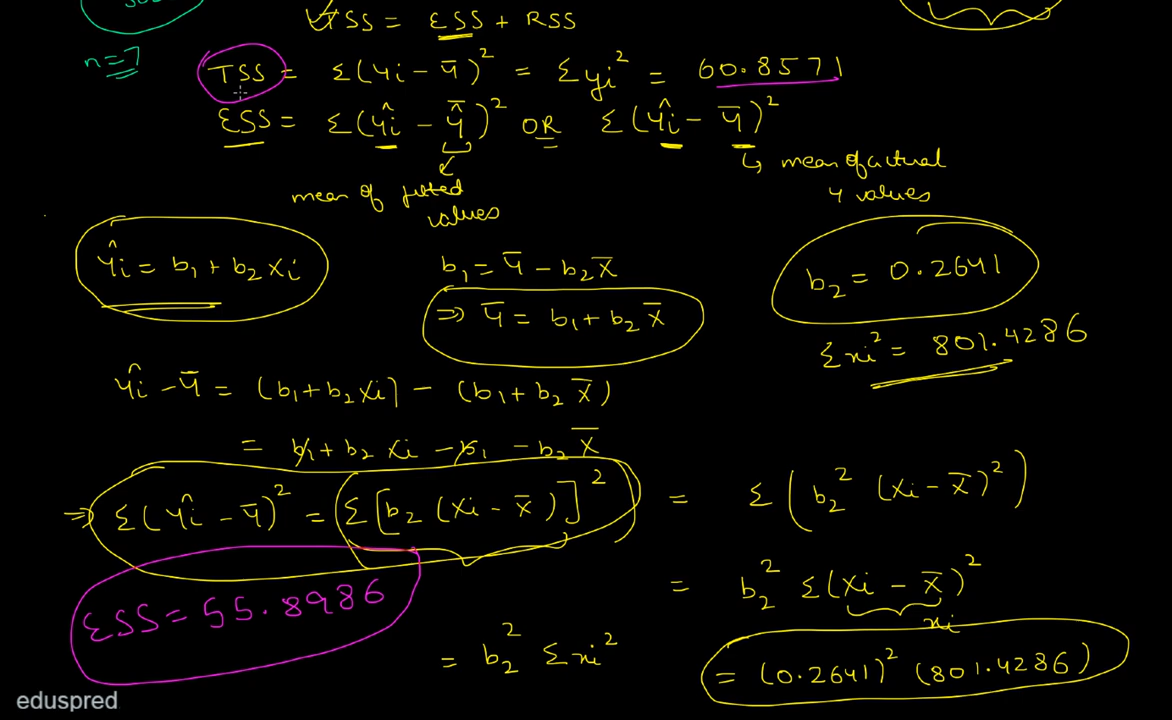 TSS = ESS + RSS
n=7
TSS = Σ(Yi − Ȳ)² = Σyi² = 60.8571
ESS = Σ(Ŷi − Ŷ̄)² OR Σ(Ŷi − Ȳ)²
mean of fitted values
↳ mean of actual Y values
Ŷi = b₁ + b₂Xi
b₁ = Ȳ − b₂X̄
b₂ = 0.2641
⇒ Ȳ = b₁ + b₂X̄
Σxi² = 801.4286
Ŷi − Ȳ = (b₁ + b₂Xi) − (b₁ + b₂X̄)
= b₁ + b₂Xi − b₁ − b₂X̄
⇒ Σ(Ŷi − Ȳ)² = Σ[b₂(Xi − X̄)]² = Σ(b₂²(Xi − X̄)²)
= b₂² Σ(Xi − X̄)²
xi
ESS = 55.8986
= b₂² Σxi²
= (0.2641)² (801.4286)
eduspred